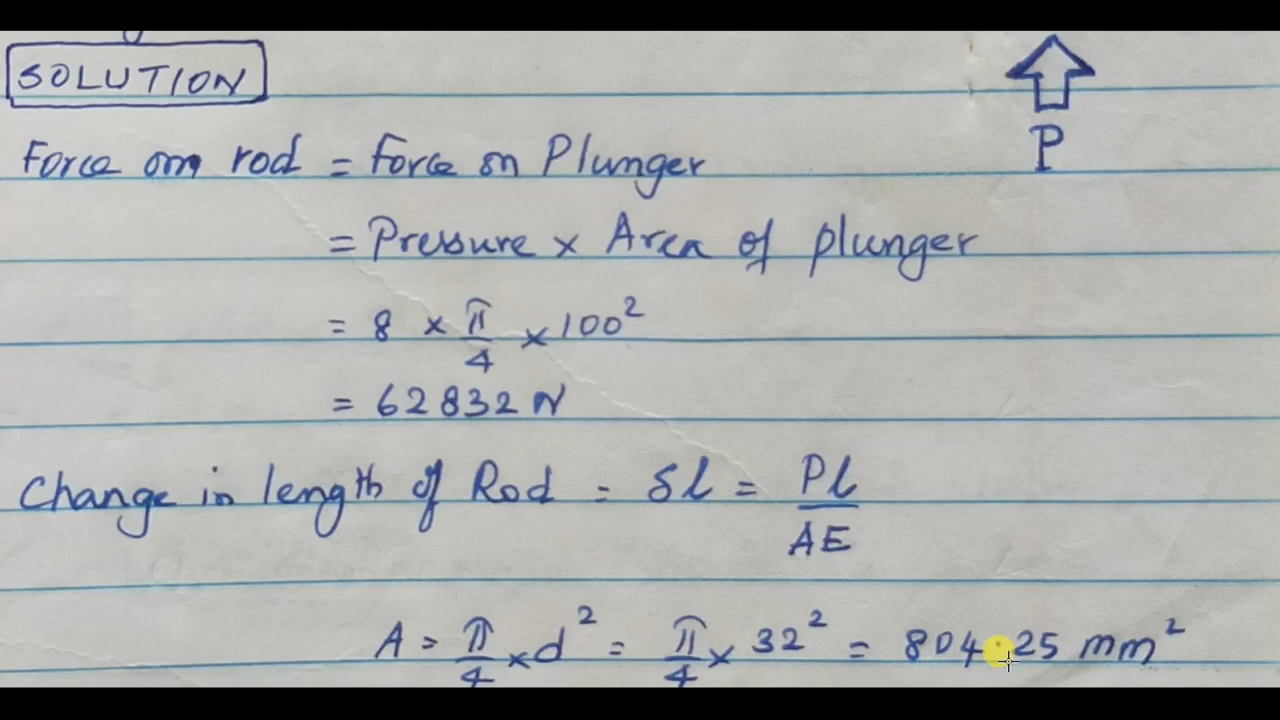 SOLUTION
P
Force on rod = Force on Plunger
= Pressure × Area of plunger
= 8 × π/4 × 100²
= 62832 N
Change in length of Rod = δl = Pl/AE
A = π/4 × d² = π/4 × 32² = 804.25 mm²